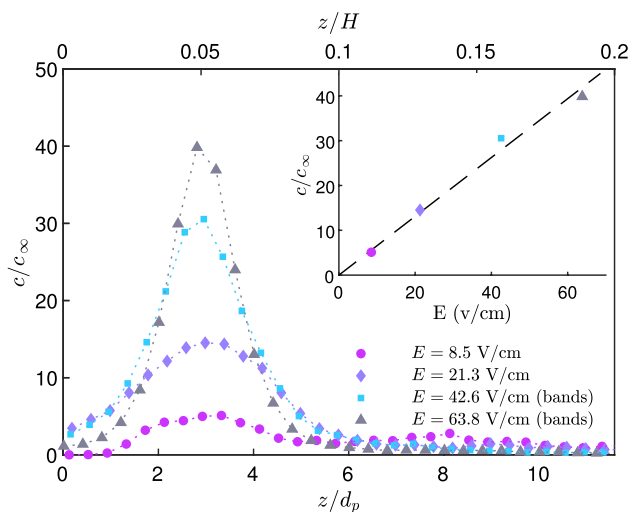 z/H
0 0.05 0.1 0.15 0.2
50
40
30
20
10
0
c/c∞
0 2 4 6 8 10
z/dₚ
40
30
20
10
0
c/c∞
0 20 40 60
E (v/cm)
E = 8.5 V/cm
E = 21.3 V/cm
E = 42.6 V/cm (bands)
E = 63.8 V/cm (bands)